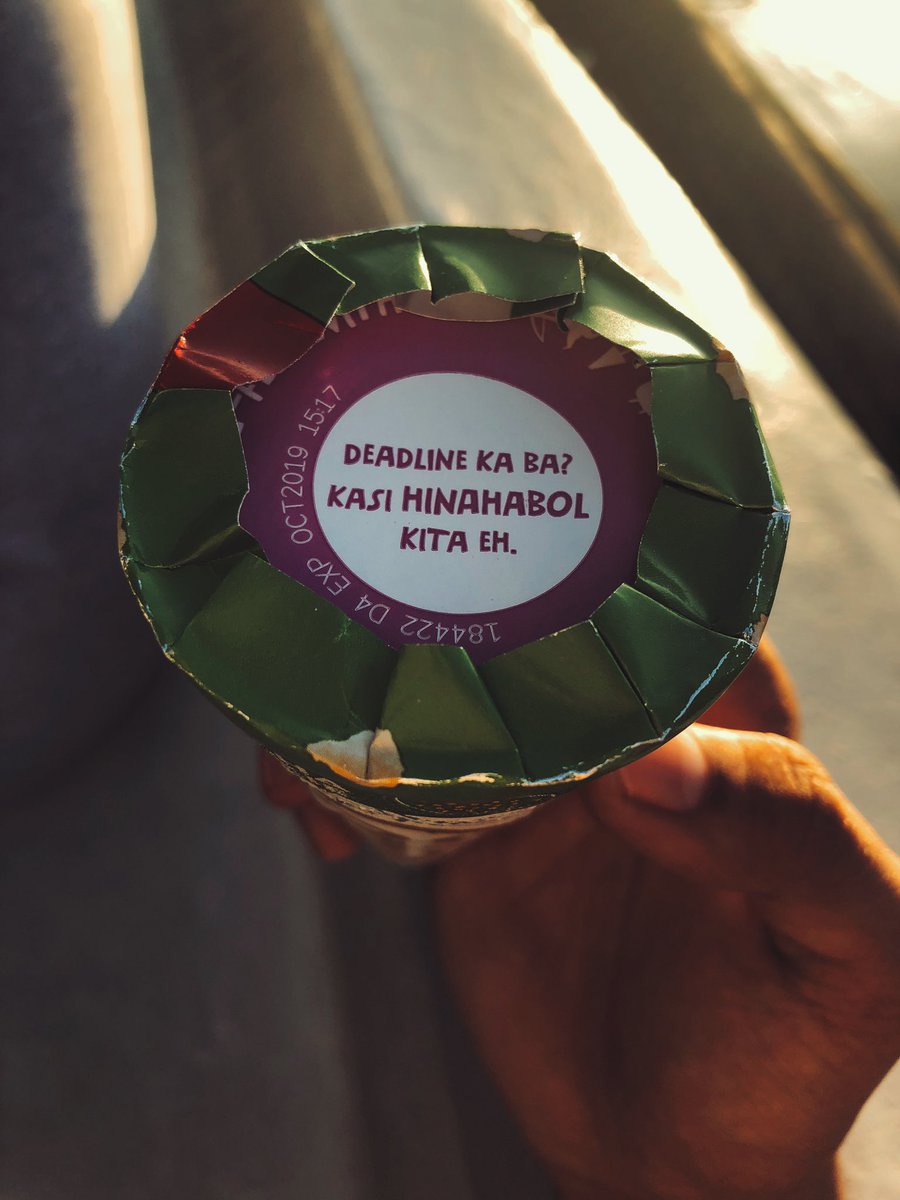 DEADLINE KA BA?
KASI HINAHABOL
KITA EH.
184422 D4 EXP OCT2019 15:17